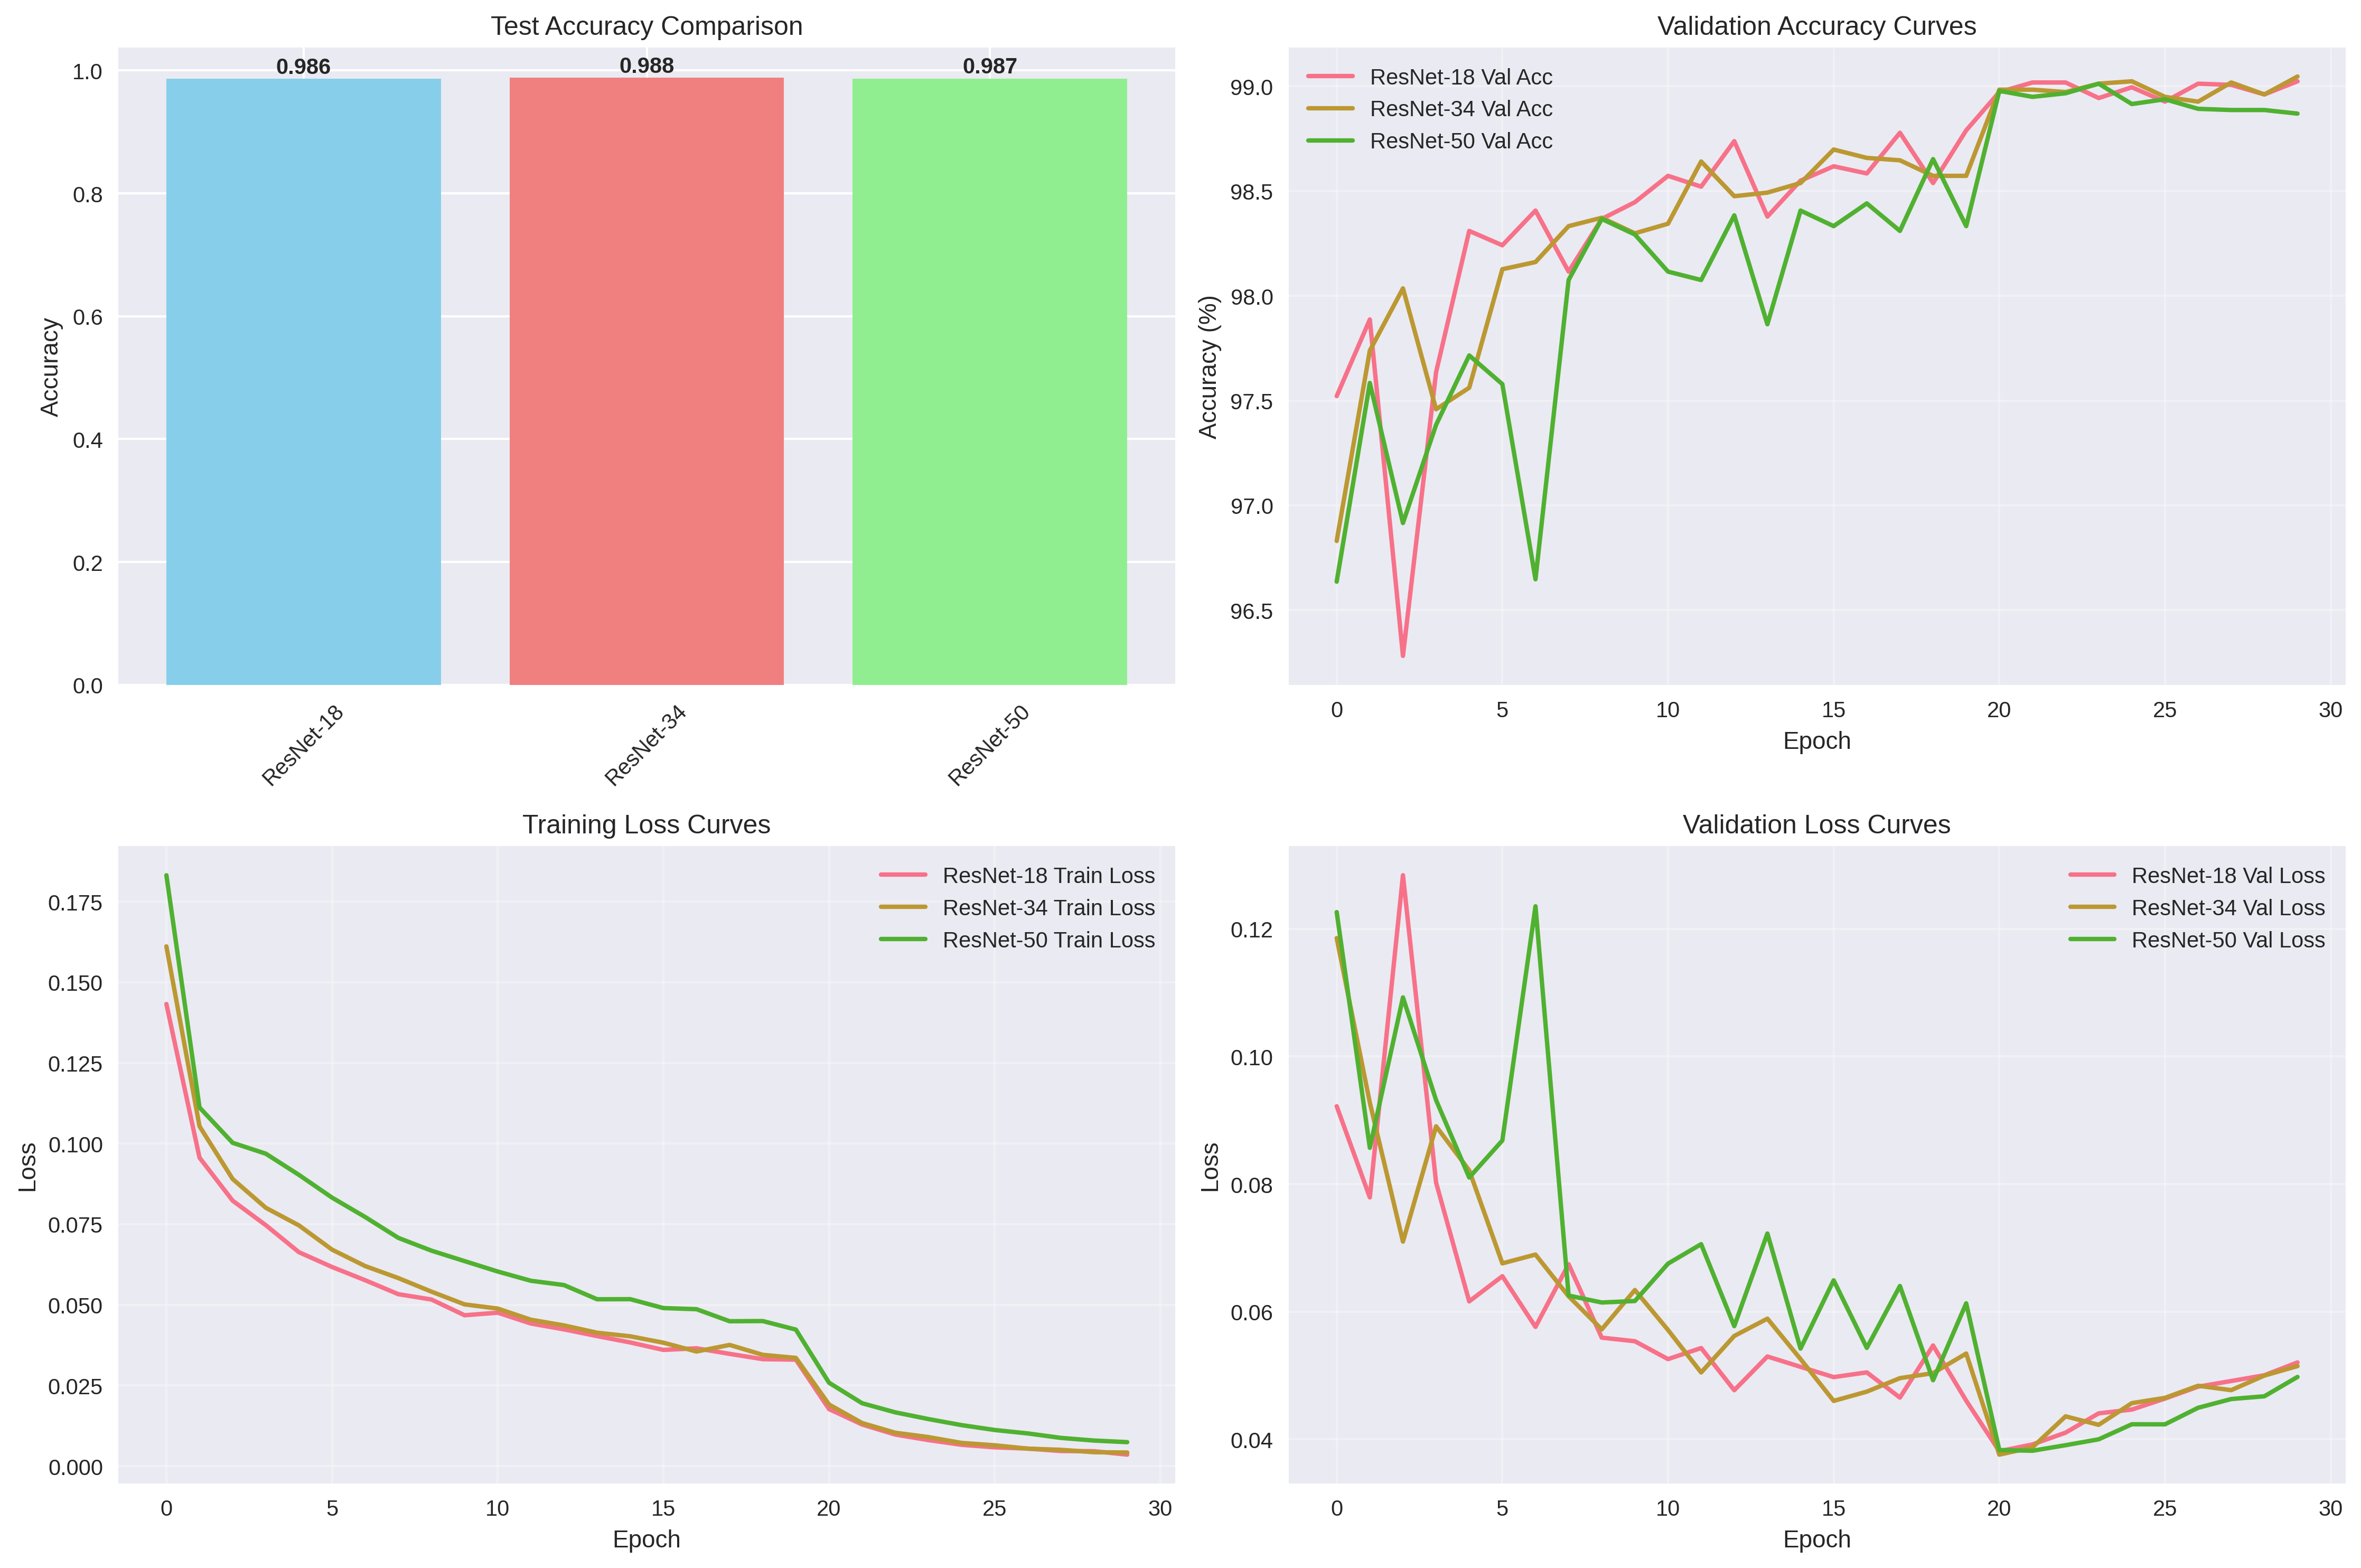 Test Accuracy Comparison
0.986
0.988
0.987
1.0
0.8
0.6
0.4
0.2
0.0
Accuracy
ResNet-18
ResNet-34
ResNet-50
Validation Accuracy Curves
ResNet-18 Val Acc
ResNet-34 Val Acc
ResNet-50 Val Acc
99.0
98.5
98.0
97.5
97.0
96.5
Accuracy (%)
0 5 10 15 20 25 30
Epoch
Training Loss Curves
ResNet-18 Train Loss
ResNet-34 Train Loss
ResNet-50 Train Loss
0.175
0.150
0.125
0.100
0.075
0.050
0.025
0.000
Loss
0 5 10 15 20 25 30
Epoch
Validation Loss Curves
ResNet-18 Val Loss
ResNet-34 Val Loss
ResNet-50 Val Loss
0.12
0.10
0.08
0.06
0.04
Loss
0 5 10 15 20 25 30
Epoch